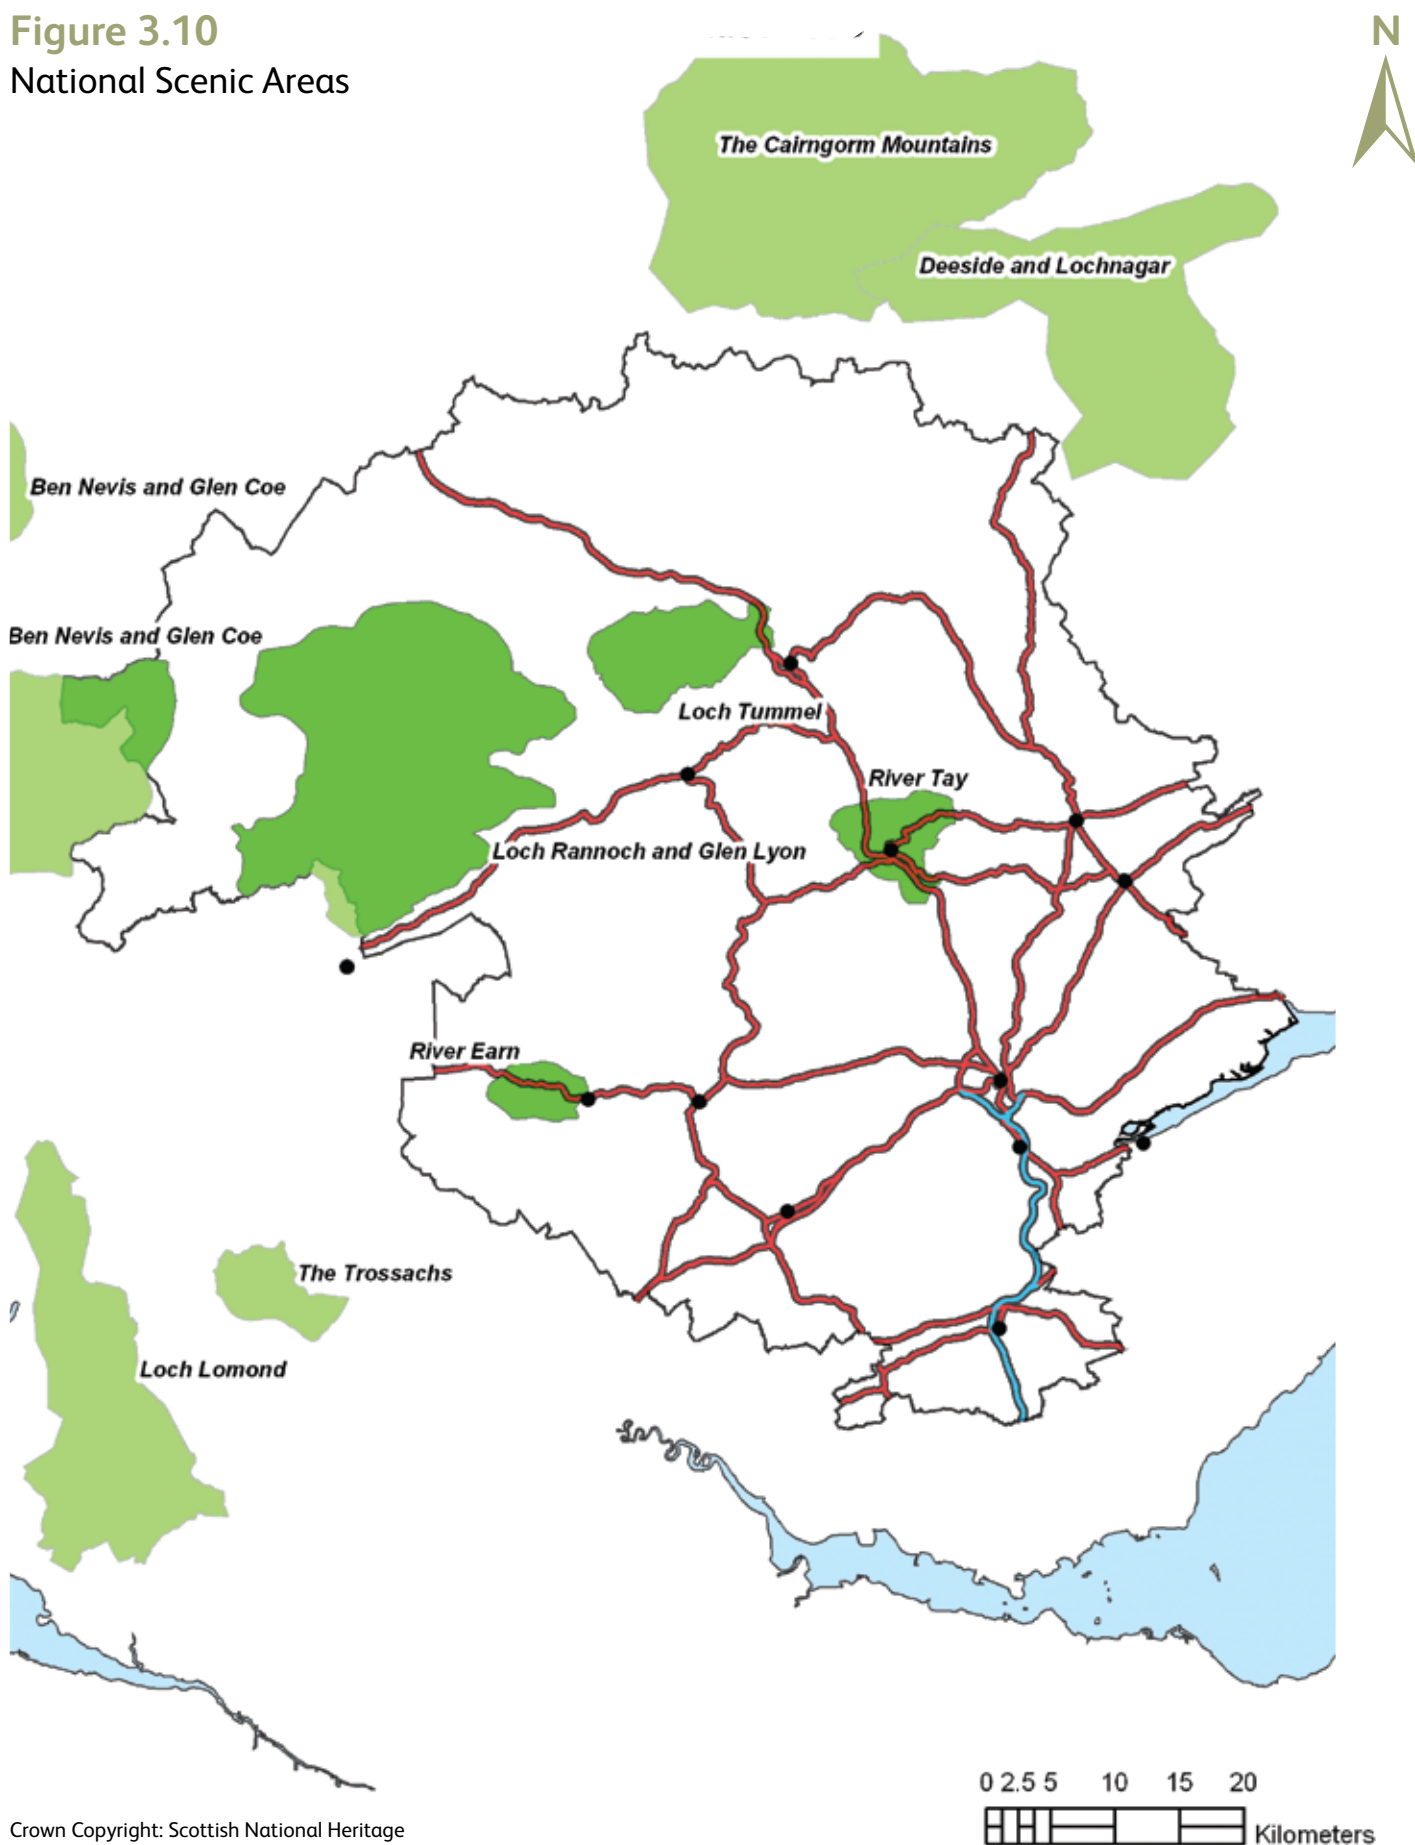 Figure 3.10
National Scenic Areas
N
The Cairngorm Mountains
Deeside and Lochnagar
Ben Nevis and Glen Coe
Ben Nevis and Glen Coe
Loch Tummel
River Tay
Loch Rannoch and Glen Lyon
River Earn
The Trossachs
Loch Lomond
0 2.5 5 10 15 20
Kilometers
Crown Copyright: Scottish National Heritage